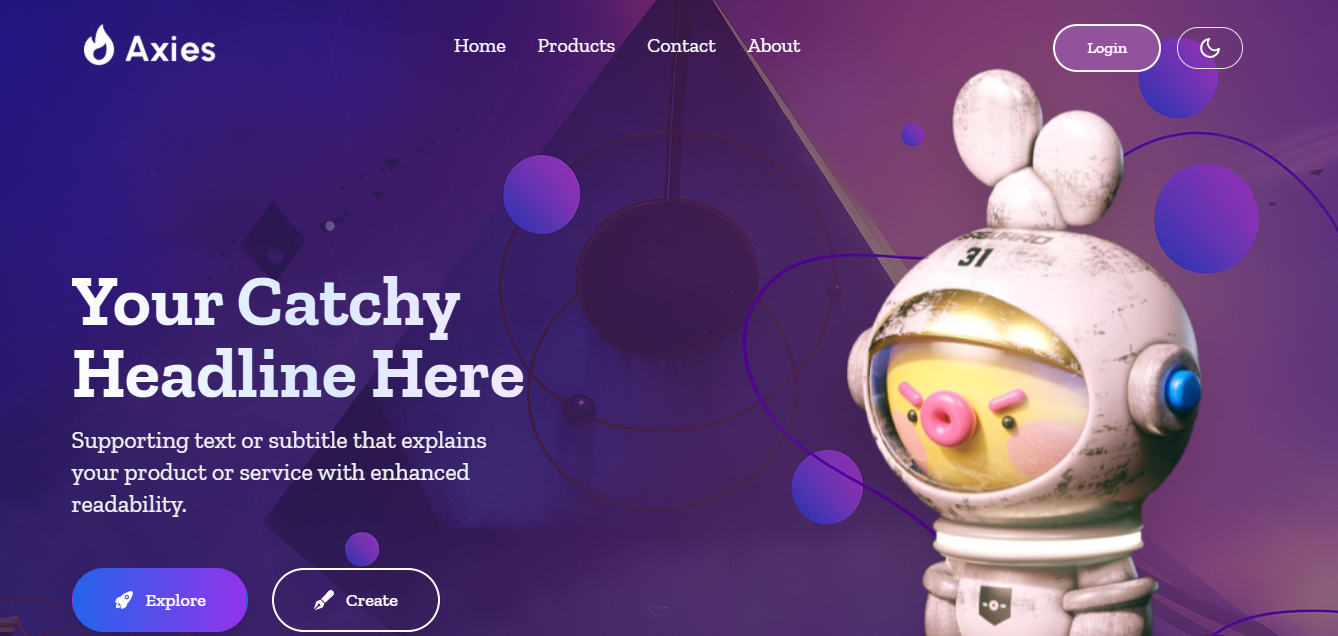 Axies
Home Products Contact About
Login
31
Your Catchy
Headline Here
Supporting text or subtitle that explains
your product or service with enhanced
readability.
Explore Create